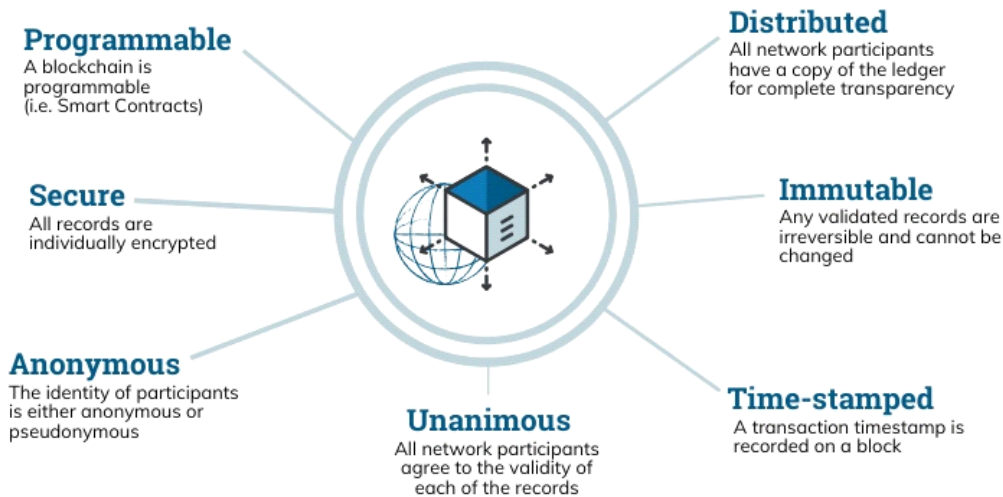 Programmable
A blockchain is
programmable
(i.e. Smart Contracts)
Distributed
All network participants
have a copy of the ledger
for complete transparency
Secure
All records are
individually encrypted
Immutable
Any validated records are
irreversible and cannot be
changed
Anonymous
The identity of participants
is either anonymous or
pseudonymous
Unanimous
All network participants
agree to the validity of
each of the records
Time-stamped
A transaction timestamp is
recorded on a block